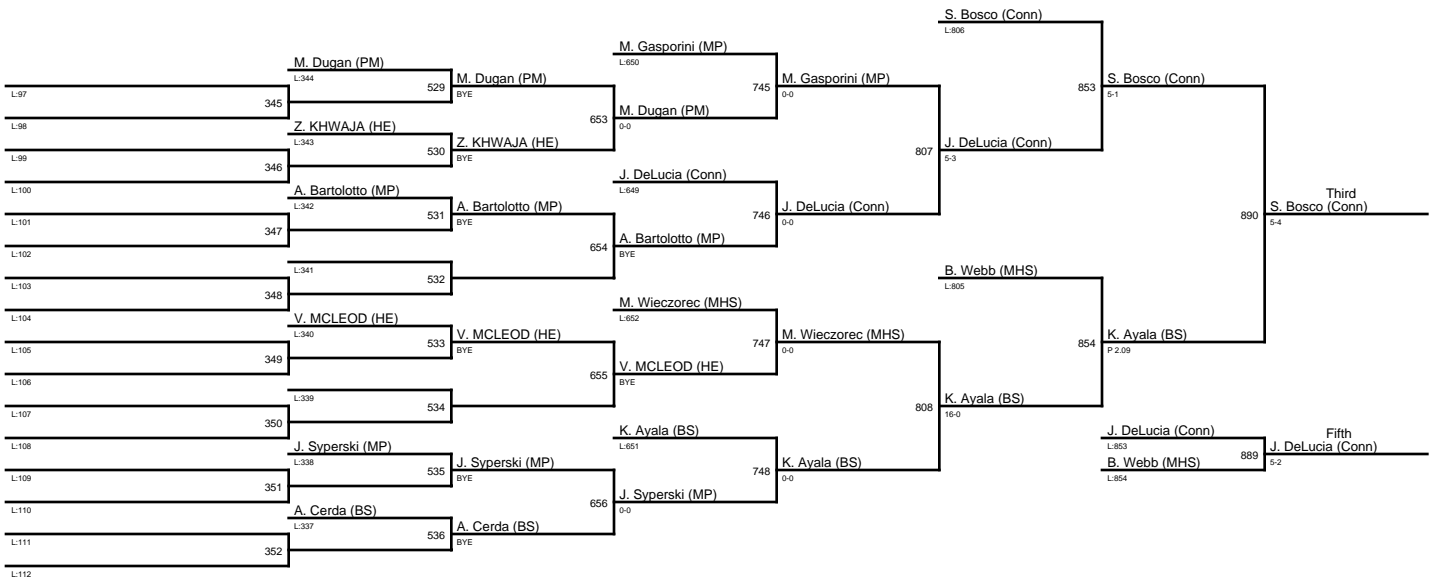 S. Bosco (Conn)
L:806
M. Gasporini (MP)
L:650
M. Dugan (PM)
L:344
529
M. Dugan (PM)
BYE
745
M. Gasporini (MP)
0-0
853
S. Bosco (Conn)
5-1
L:97
345
L:98
653
M. Dugan (PM)
0-0
Z. KHWAJA (HE)
L:343
530
Z. KHWAJA (HE)
BYE
807
J. DeLucia (Conn)
5-3
L:99
346
L:100
J. DeLucia (Conn)
L:649
A. Bartolotto (MP)
L:342
531
A. Bartolotto (MP)
BYE
746
J. DeLucia (Conn)
0-0
890
Third
S. Bosco (Conn)
5-4
L:101
347
L:102
654
A. Bartolotto (MP)
BYE
L:341
532
B. Webb (MHS)
L:805
L:103
348
L:104
M. Wieczorec (MHS)
L:652
V. MCLEOD (HE)
L:340
533
V. MCLEOD (HE)
BYE
747
M. Wieczorec (MHS)
0-0
854
K. Ayala (BS)
P 2.09
L:105
349
L:106
655
V. MCLEOD (HE)
BYE
L:339
534
808
K. Ayala (BS)
16-0
L:107
350
L:108
K. Ayala (BS)
L:651
J. DeLucia (Conn)
L:853
889
Fifth
J. DeLucia (Conn)
5-2
J. Syperski (MP)
L:338
535
J. Syperski (MP)
BYE
748
K. Ayala (BS)
0-0
B. Webb (MHS)
L:854
L:109
351
L:110
656
J. Syperski (MP)
0-0
A. Cerda (BS)
L:337
536
A. Cerda (BS)
BYE
L:111
352
L:112